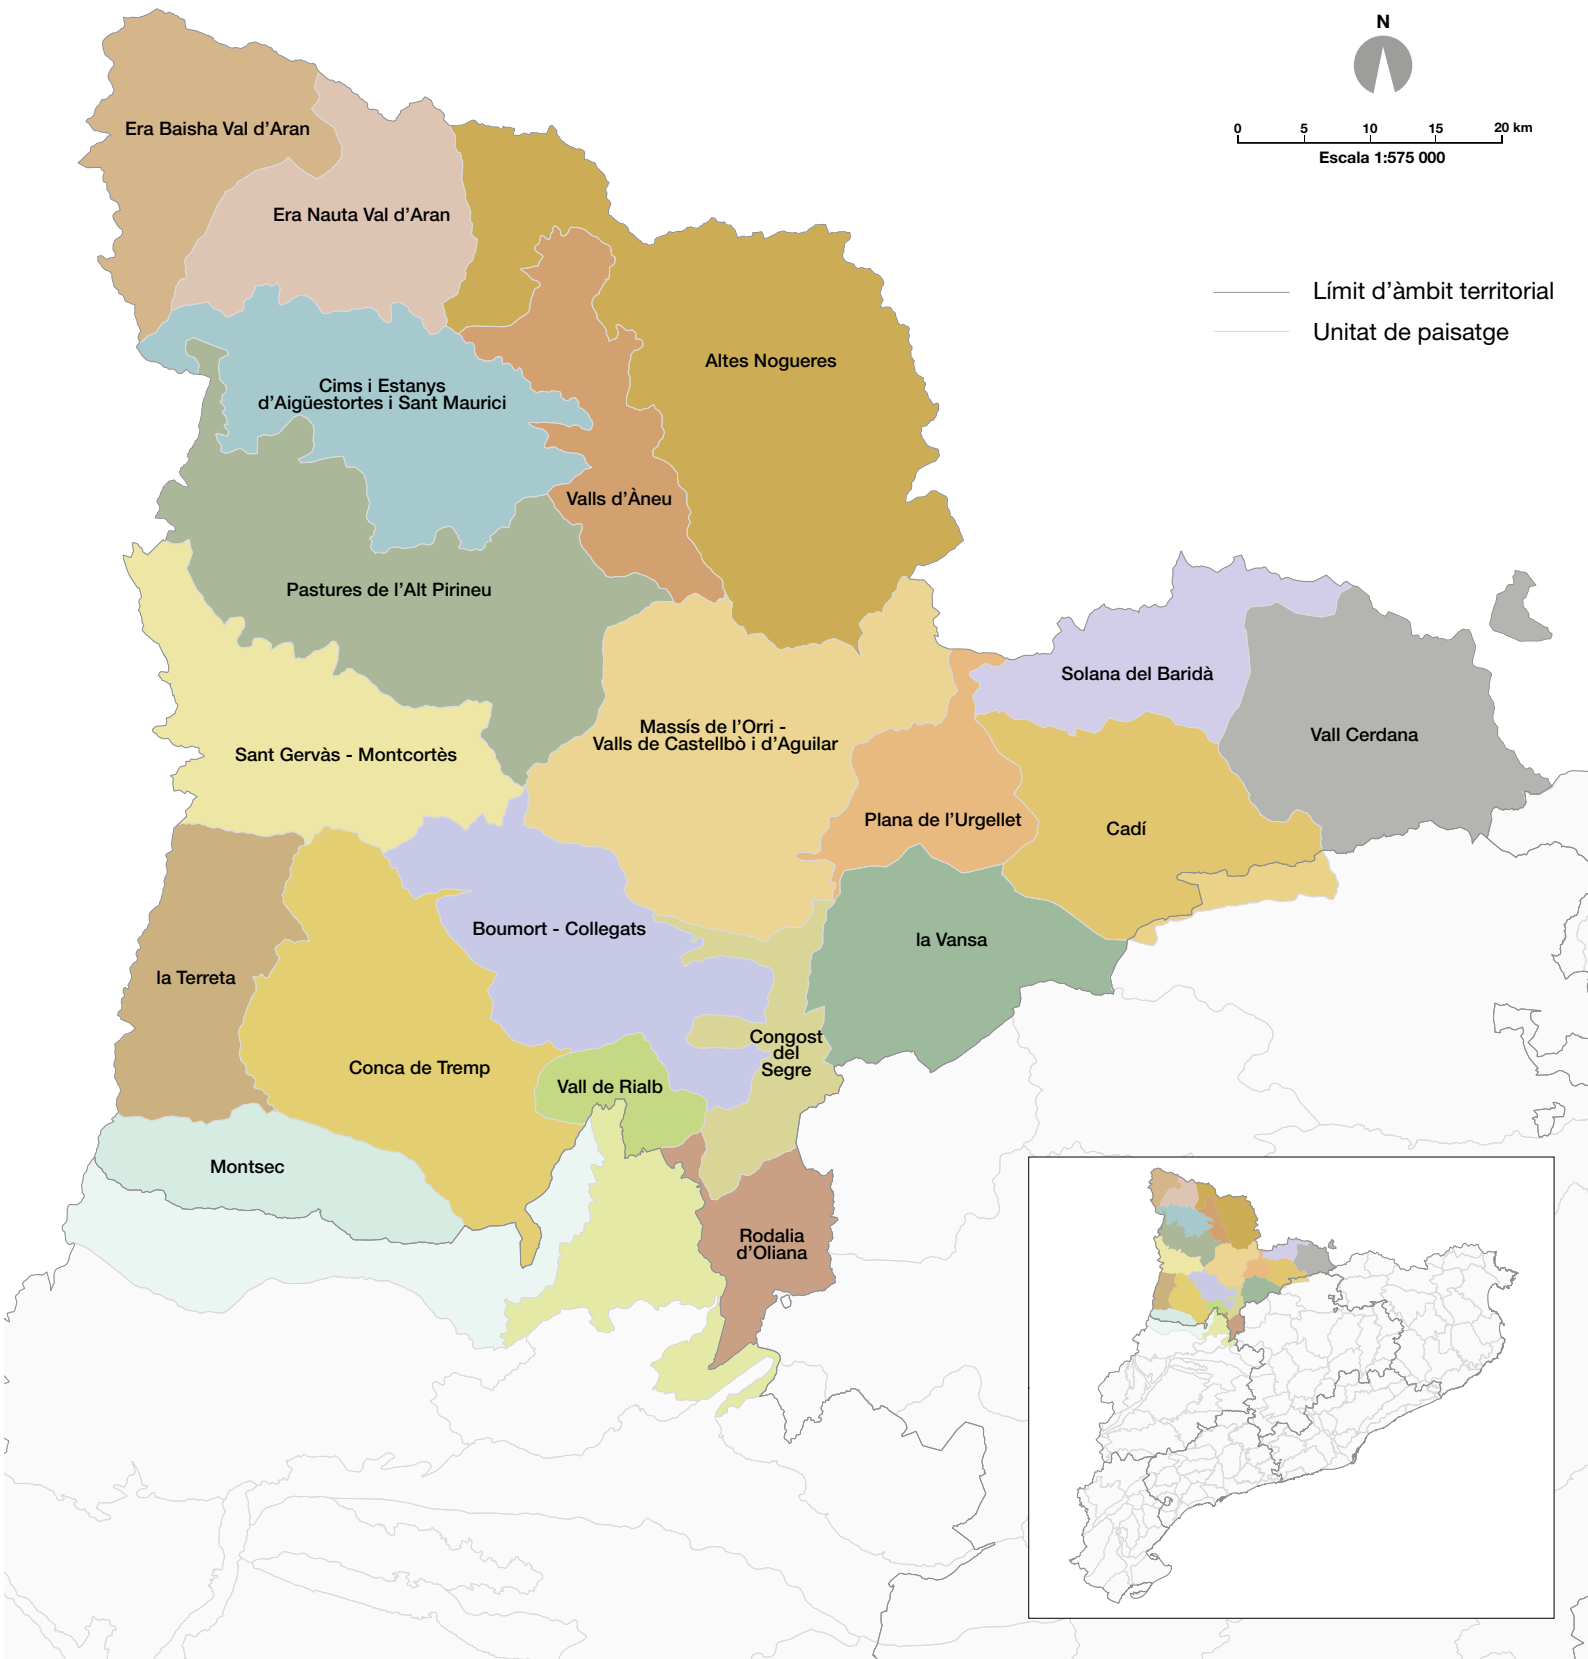 N
0 5 10 15 20 km
Escala 1:575 000
Límit d'àmbit territorial
Unitat de paisatge
Era Baisha Val d'Aran
Era Nauta Val d'Aran
Altes Nogueres
Cims i Estanys
d'Aigüestortes i Sant Maurici
Valls d'Àneu
Pastures de l'Alt Pirineu
Solana del Baridà
Massís de l'Orri -
Valls de Castellbò i d'Aguilar
Vall Cerdana
Sant Gervàs - Montcortès
Plana de l'Urgellet
Cadí
Boumort - Collegats
la Vansa
la Terreta
Congost
del
Segre
Conca de Tremp
Vall de Rialb
Montsec
Rodalia
d'Oliana